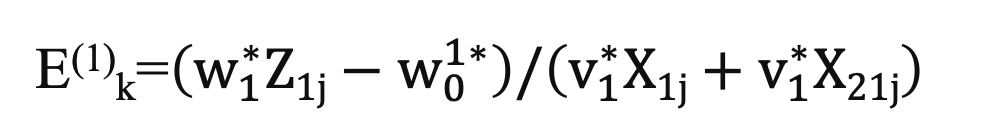 E⁽¹⁾ₖ=(w₁*Z₁ⱼ − w₀¹*)/(v₁*X₁ⱼ + v₁*X₂₁ⱼ)